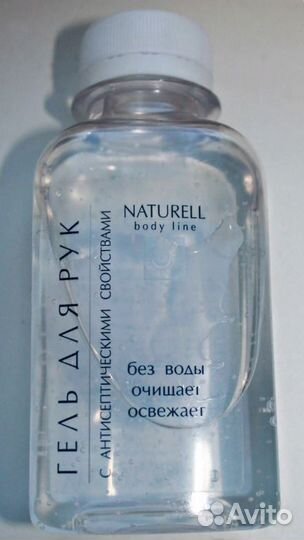 ГЕЛЬ ДЛЯ РУК
С АНТИСЕПТИЧЕСКИМИ СВОЙСТВАМИ
NATURELL
body line
без воды
очищает
освежает
Avito